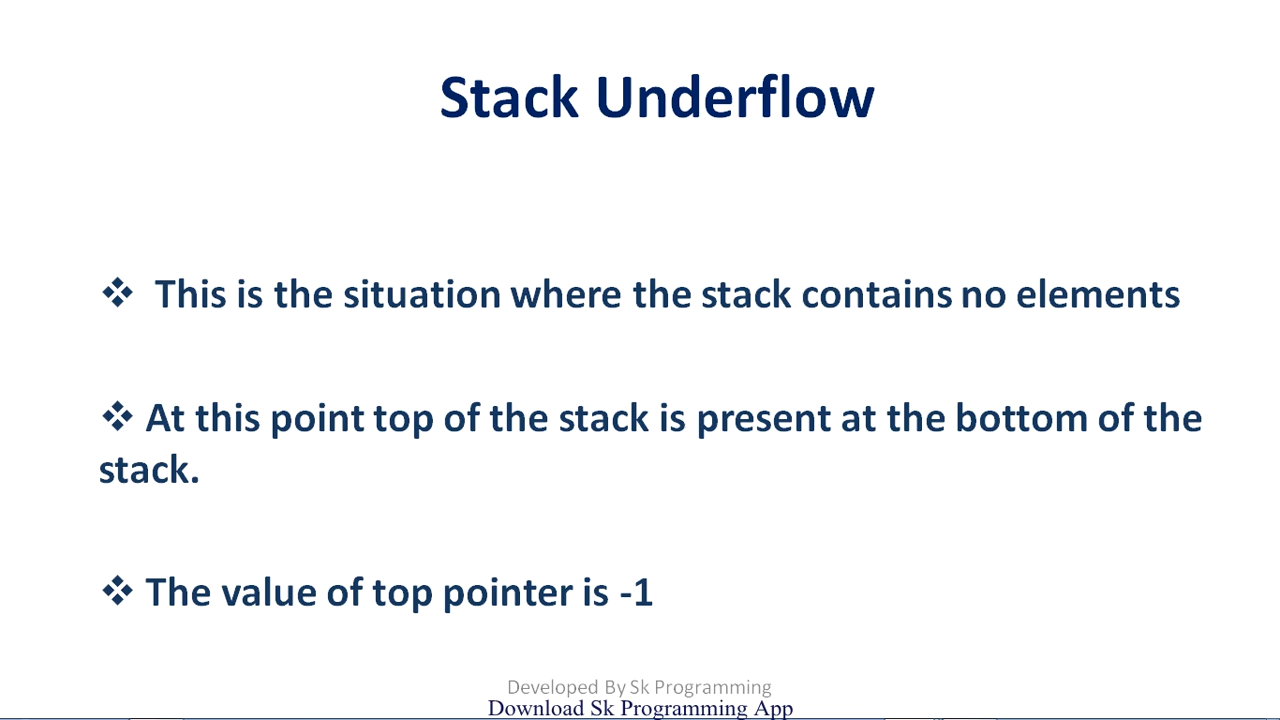 Stack Underflow
❖ This is the situation where the stack contains no elements
❖ At this point top of the stack is present at the bottom of the
stack.
❖ The value of top pointer is -1
Developed By Sk Programming
Download Sk Programming App